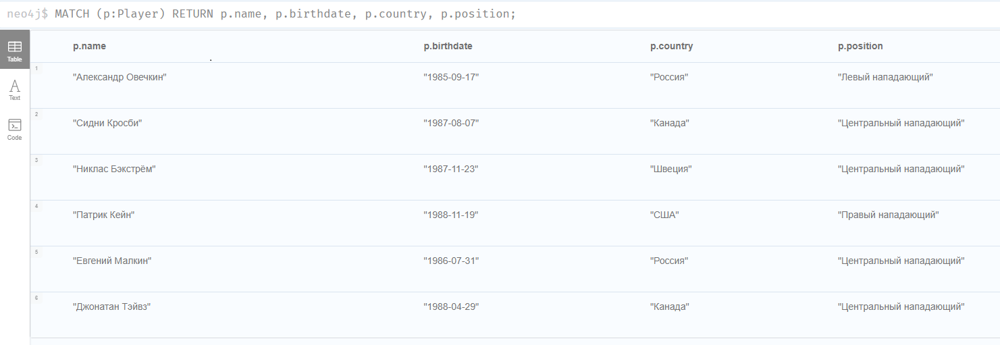 neo4j$ MATCH (p:Player) RETURN p.name, p.birthdate, p.country, p.position;
Table
Text
Code
p.name p.birthdate p.country p.position
1 "Александр Овечкин" "1985-09-17" "Россия" "Левый нападающий"
2 "Сидни Кросби" "1987-08-07" "Канада" "Центральный нападающий"
3 "Никлас Бэкстрём" "1987-11-23" "Швеция" "Центральный нападающий"
4 "Патрик Кейн" "1988-11-19" "США" "Правый нападающий"
5 "Евгений Малкин" "1986-07-31" "Россия" "Центральный нападающий"
6 "Джонатан Тэйвз" "1988-04-29" "Канада" "Центральный нападающий"